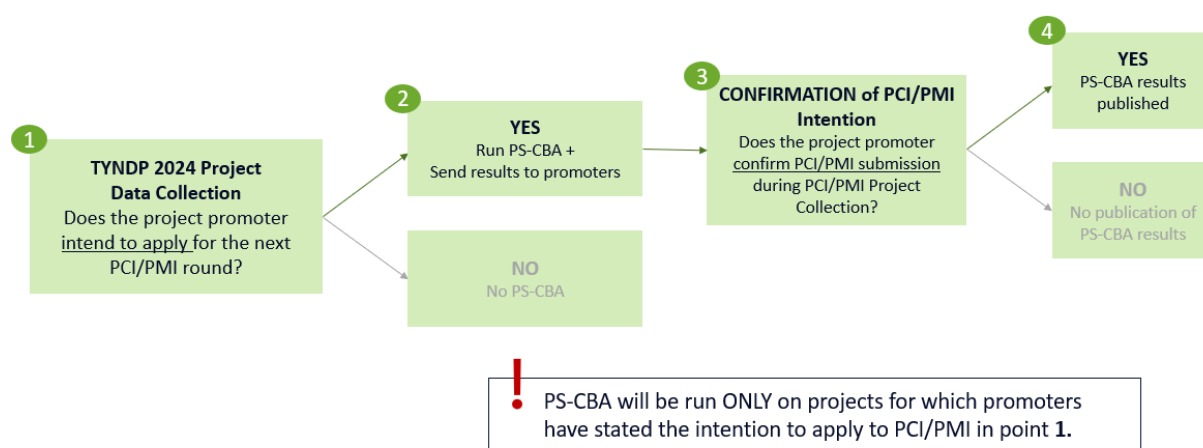 1
TYNDP 2024 Project
Data Collection
Does the project promoter
intend to apply for the next
PCI/PMI round?
2
YES
Run PS-CBA +
Send results to promoters
NO
No PS-CBA
3
CONFIRMATION of PCI/PMI
Intention
Does the project promoter
confirm PCI/PMI submission
during PCI/PMI Project
Collection?
4
YES
PS-CBA results
published
NO
No publication of
PS-CBA results
!
PS-CBA will be run ONLY on projects for which promoters
have stated the intention to apply to PCI/PMI in point 1.